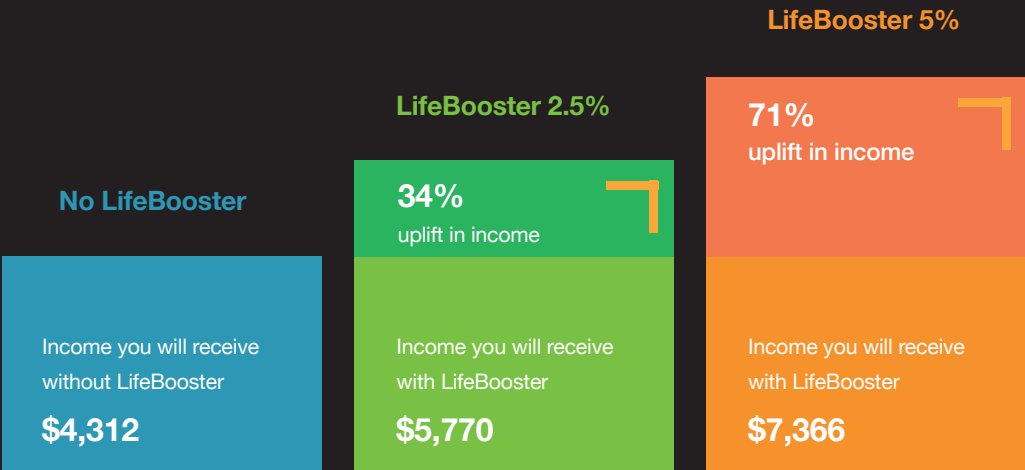 No LifeBooster
Income you will receive
without LifeBooster
$4,312
LifeBooster 2.5%
34%
uplift in income
Income you will receive
with LifeBooster
$5,770
LifeBooster 5%
71%
uplift in income
Income you will receive
with LifeBooster
$7,366